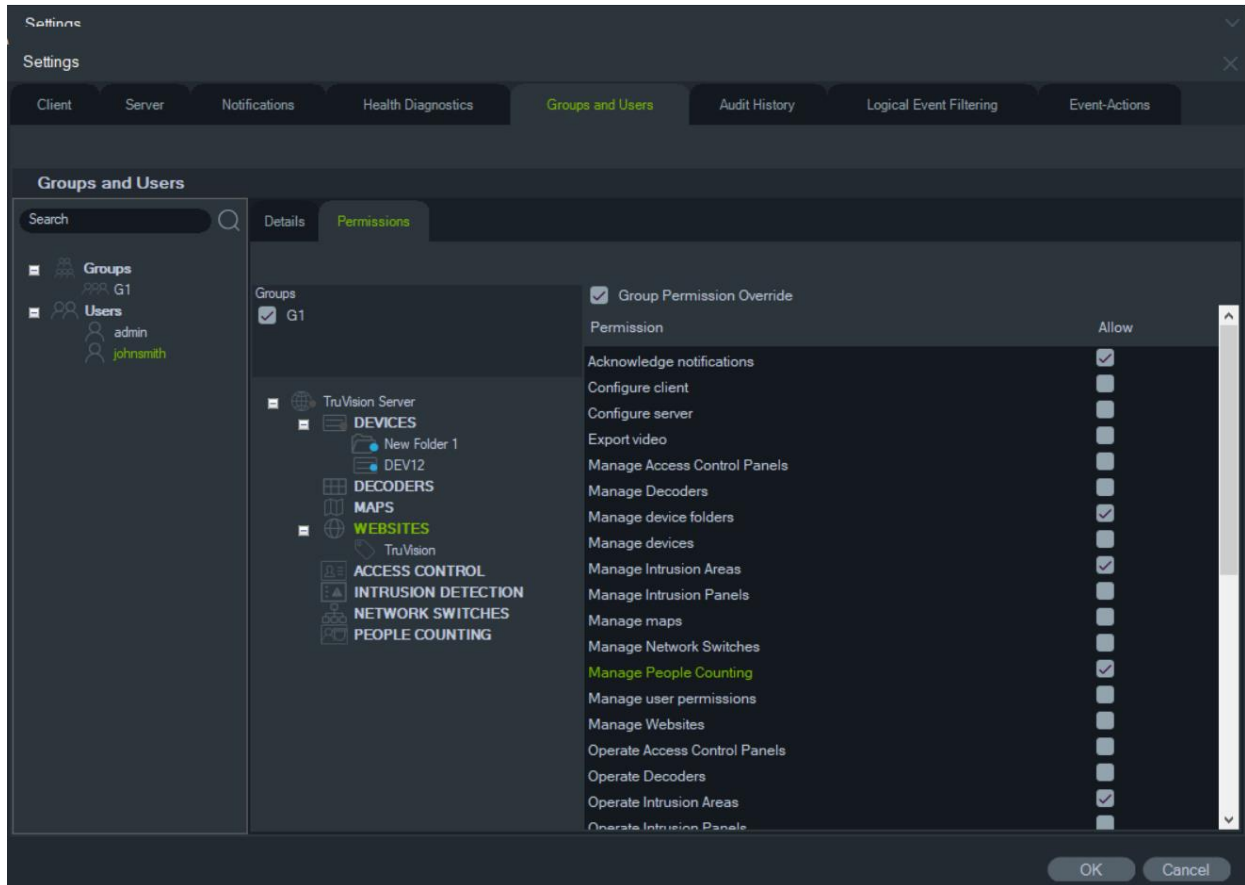 Settings
Settings
Client Server Notifications Health Diagnostics Groups and Users Audit History Logical Event Filtering Event-Actions
Groups and Users
Search
Groups
G1
Users
admin
johnsmith
Details Permissions
Groups
G1
TruVision Server
DEVICES
New Folder 1
DEV12
DECODERS
MAPS
WEBSITES
TruVision
ACCESS CONTROL
INTRUSION DETECTION
NETWORK SWITCHES
PEOPLE COUNTING
Group Permission Override
Permission Allow
Acknowledge notifications
Configure client
Configure server
Export video
Manage Access Control Panels
Manage Decoders
Manage device folders
Manage devices
Manage Intrusion Areas
Manage Intrusion Panels
Manage maps
Manage Network Switches
Manage People Counting
Manage user permissions
Manage Websites
Operate Access Control Panels
Operate Decoders
Operate Intrusion Areas
Operate Intrusion Panels
OK Cancel